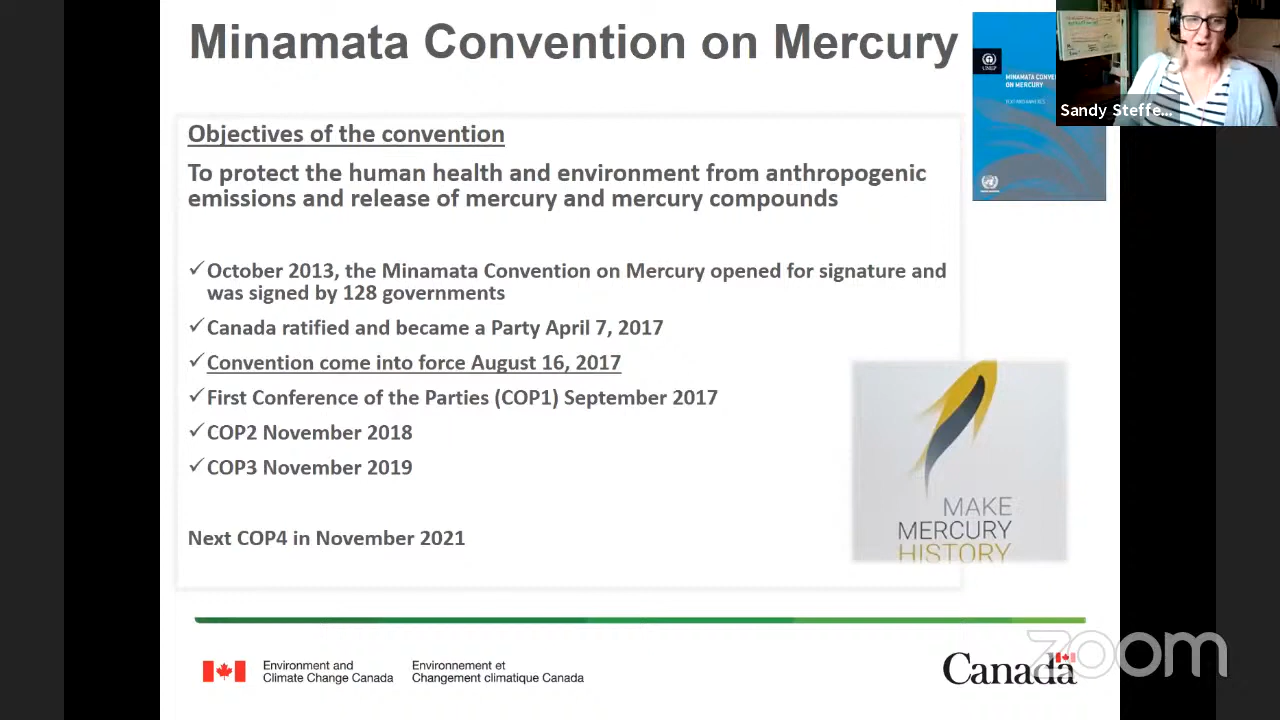 Minamata Convention on Mercury
UNEP
MINAMATA CONVE
ON MERCURY
Sandy Steffe...
Objectives of the convention
To protect the human health and environment from anthropogenic
emissions and release of mercury and mercury compounds
✓October 2013, the Minamata Convention on Mercury opened for signature and
was signed by 128 governments
✓Canada ratified and became a Party April 7, 2017
✓Convention come into force August 16, 2017
✓First Conference of the Parties (COP1) September 2017
✓COP2 November 2018
✓COP3 November 2019
Next COP4 in November 2021
MAKE
MERCURY
HISTORY
Environment and
Climate Change Canada
Environnement et
Changement climatique Canada
Canada
zoom